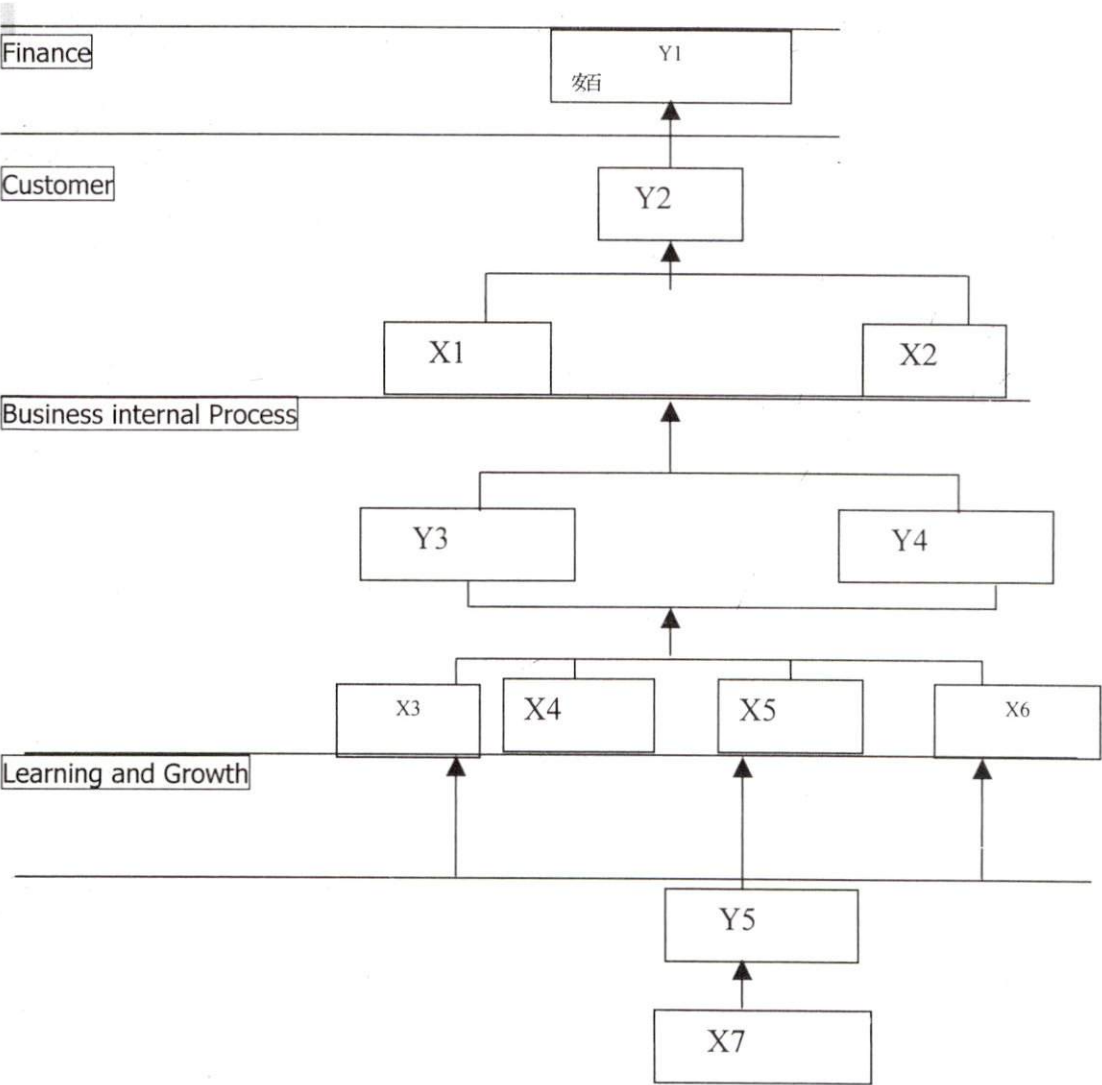 Finance
Y1
Customer
Y2
X1
X2
Business internal Process
Y3
Y4
X3
X4
X5
X6
Learning and Growth
Y5
X7